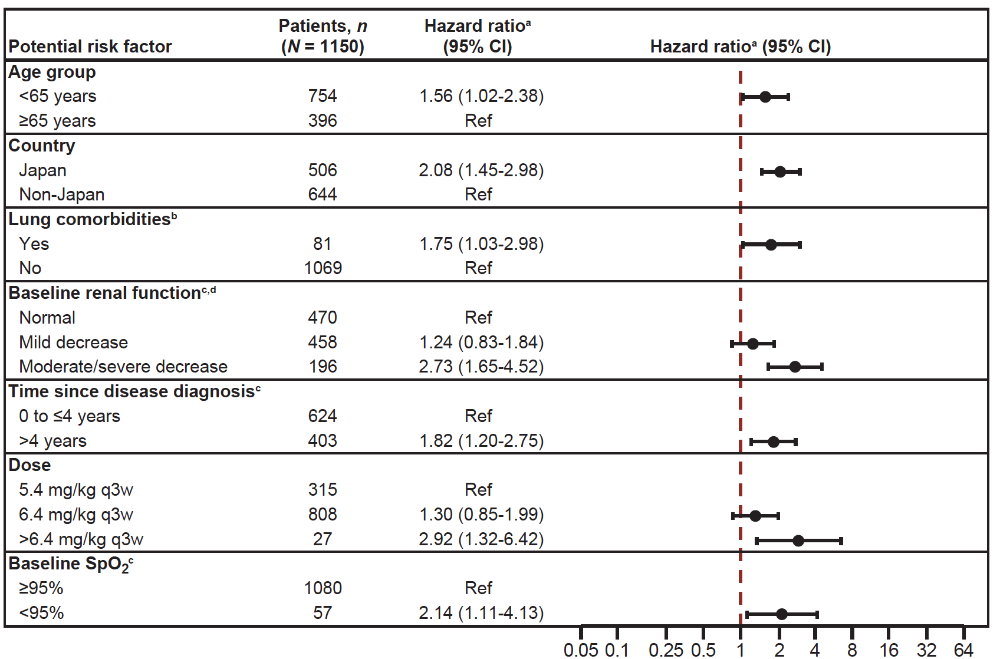 Potential risk factor Patients, n (N = 1150) Hazard ratioᵃ (95% CI) Hazard ratioᵃ (95% CI)
Age group
<65 years 754 1.56 (1.02-2.38)
≥65 years 396 Ref
Country
Japan 506 2.08 (1.45-2.98)
Non-Japan 644 Ref
Lung comorbiditiesᵇ
Yes 81 1.75 (1.03-2.98)
No 1069 Ref
Baseline renal functionᶜ,ᵈ
Normal 470 Ref
Mild decrease 458 1.24 (0.83-1.84)
Moderate/severe decrease 196 2.73 (1.65-4.52)
Time since disease diagnosisᶜ
0 to ≤4 years 624 Ref
>4 years 403 1.82 (1.20-2.75)
Dose
5.4 mg/kg q3w 315 Ref
6.4 mg/kg q3w 808 1.30 (0.85-1.99)
>6.4 mg/kg q3w 27 2.92 (1.32-6.42)
Baseline SpO₂ᶜ
≥95% 1080 Ref
<95% 57 2.14 (1.11-4.13)
0.05 0.1 0.25 0.5 1 2 4 8 16 32 64